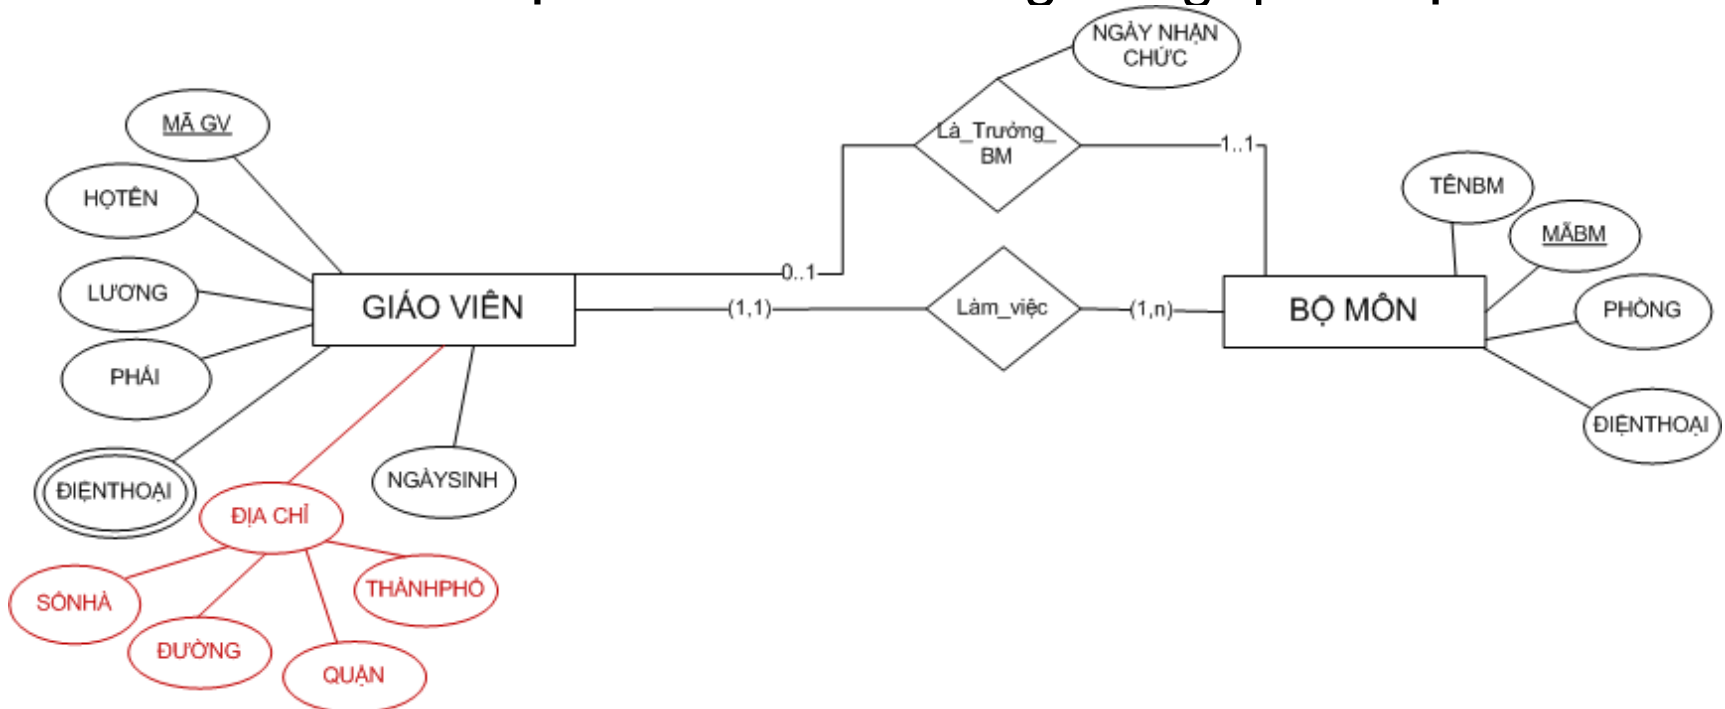 NGÀY NHẬN
CHỨC
MÃ GV
Là_Trưởng_
BM
1..1
HỌTÊN
TÊNBM
MÃBM
LƯƠNG
0..1
GIÁO VIÊN
(1,1)
Làm_việc
(1,n)
BỘ MÔN
PHÒNG
PHÁI
ĐIỆNTHOẠI
ĐIỆNTHOẠI
NGÀYSINH
ĐỊA CHỈ
SỐNHÀ
THÀNHPHỐ
ĐƯỜNG
QUẬN